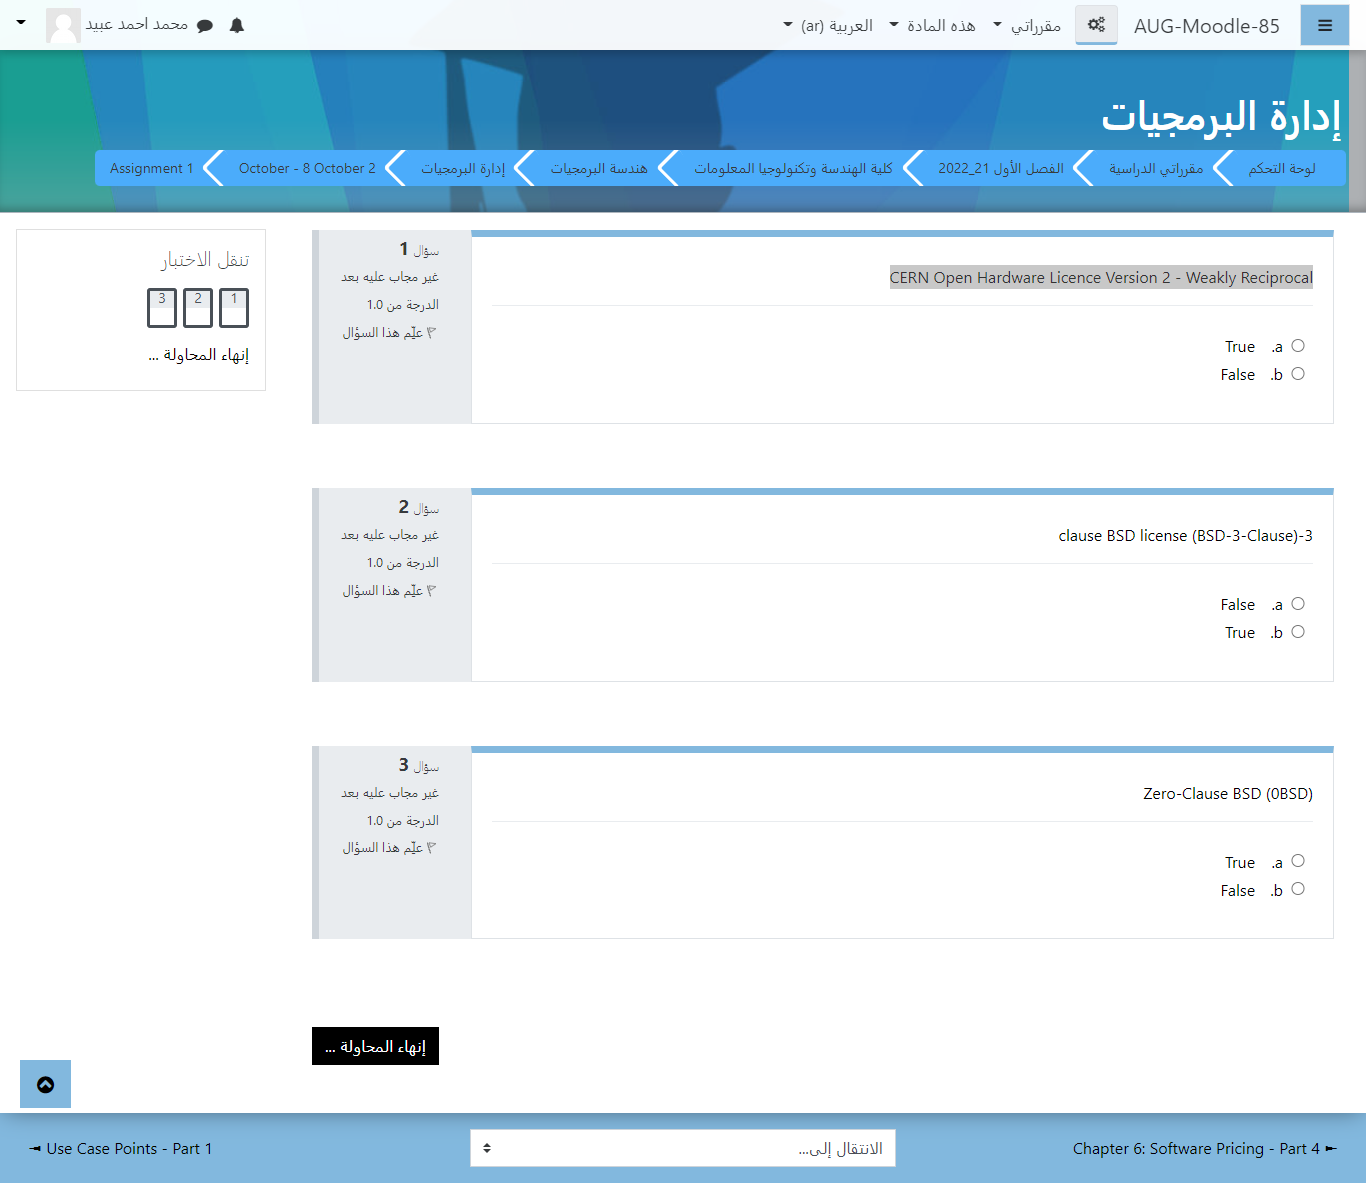 AUG-Moodle-85 مقرراتي هذه المادة العربية ‎(ar)‎ محمد احمد عبيد
إدارة البرمجيات
لوحة التحكم مقرراتي الدراسية الفصل الأول 21_2022 كلية الهندسة وتكنولوجيا المعلومات هندسة البرمجيات إدارة البرمجيات 2 October - 8 October Assignment 1
تنقل الاختبار
1 2 3
إنهاء المحاولة ...
سؤال 1
غير مجاب عليه بعد
الدرجة من 1.0
علِّم هذا السؤال
CERN Open Hardware Licence Version 2 - Weakly Reciprocal
a. True
b. False
سؤال 2
غير مجاب عليه بعد
الدرجة من 1.0
علِّم هذا السؤال
3-clause BSD license (BSD-3-Clause)
a. False
b. True
سؤال 3
غير مجاب عليه بعد
الدرجة من 1.0
علِّم هذا السؤال
Zero-Clause BSD (0BSD)
a. True
b. False
إنهاء المحاولة ...
Chapter 6: Software Pricing - Part 4 ►
الانتقال إلى...
◄ Use Case Points - Part 1